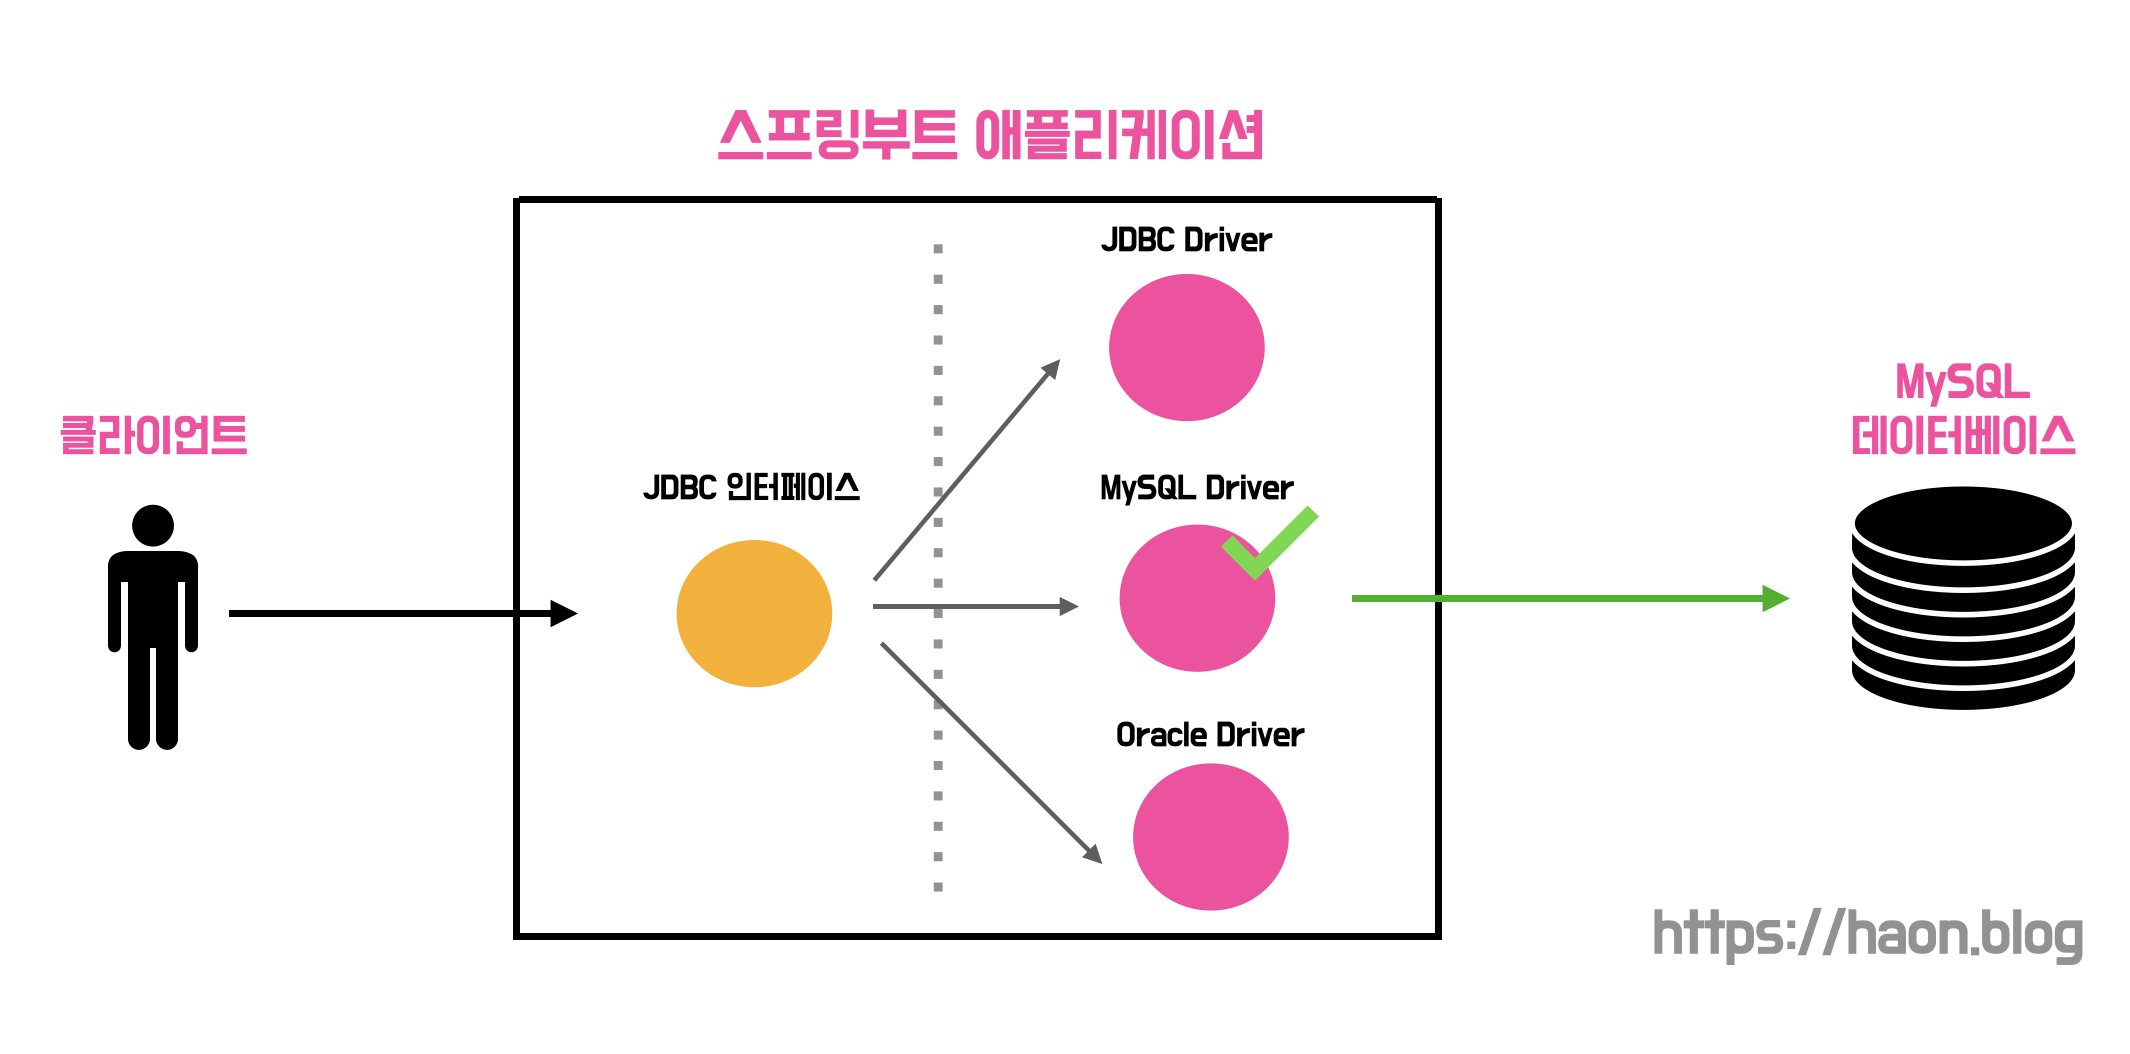 스프링부트 애플리케이션
JDBC Driver
MySQL
데이터베이스
클라이언트
JDBC 인터페이스
MySQL Driver
Oracle Driver
https://haon.blog